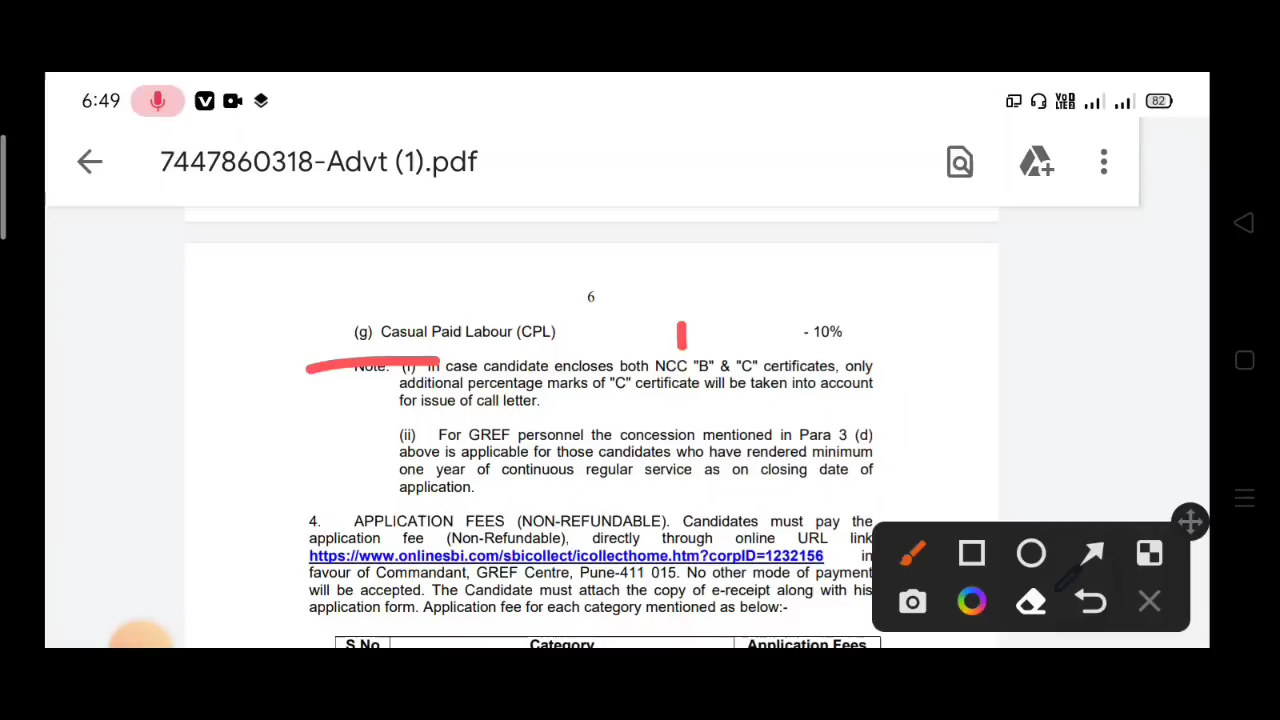 6:49
82
7447860318-Advt (1).pdf
6
(g) Casual Paid Labour (CPL) - 10%
Note: (i) In case candidate encloses both NCC "B" & "C" certificates, only
additional percentage marks of "C" certificate will be taken into account
for issue of call letter.
(ii) For GREF personnel the concession mentioned in Para 3 (d)
above is applicable for those candidates who have rendered minimum
one year of continuous regular service as on closing date of
application.
4. APPLICATION FEES (NON-REFUNDABLE). Candidates must pay the
application fee (Non-Refundable), directly through online URL link
https://www.onlinesbi.com/sbicollect/icollecthome.htm?corpID=1232156 in
favour of Commandant, GREF Centre, Pune-411 015. No other mode of payment
will be accepted. The Candidate must attach the copy of e-receipt along with his
application form. Application fee for each category mentioned as below:-
S.No Category Application Fees